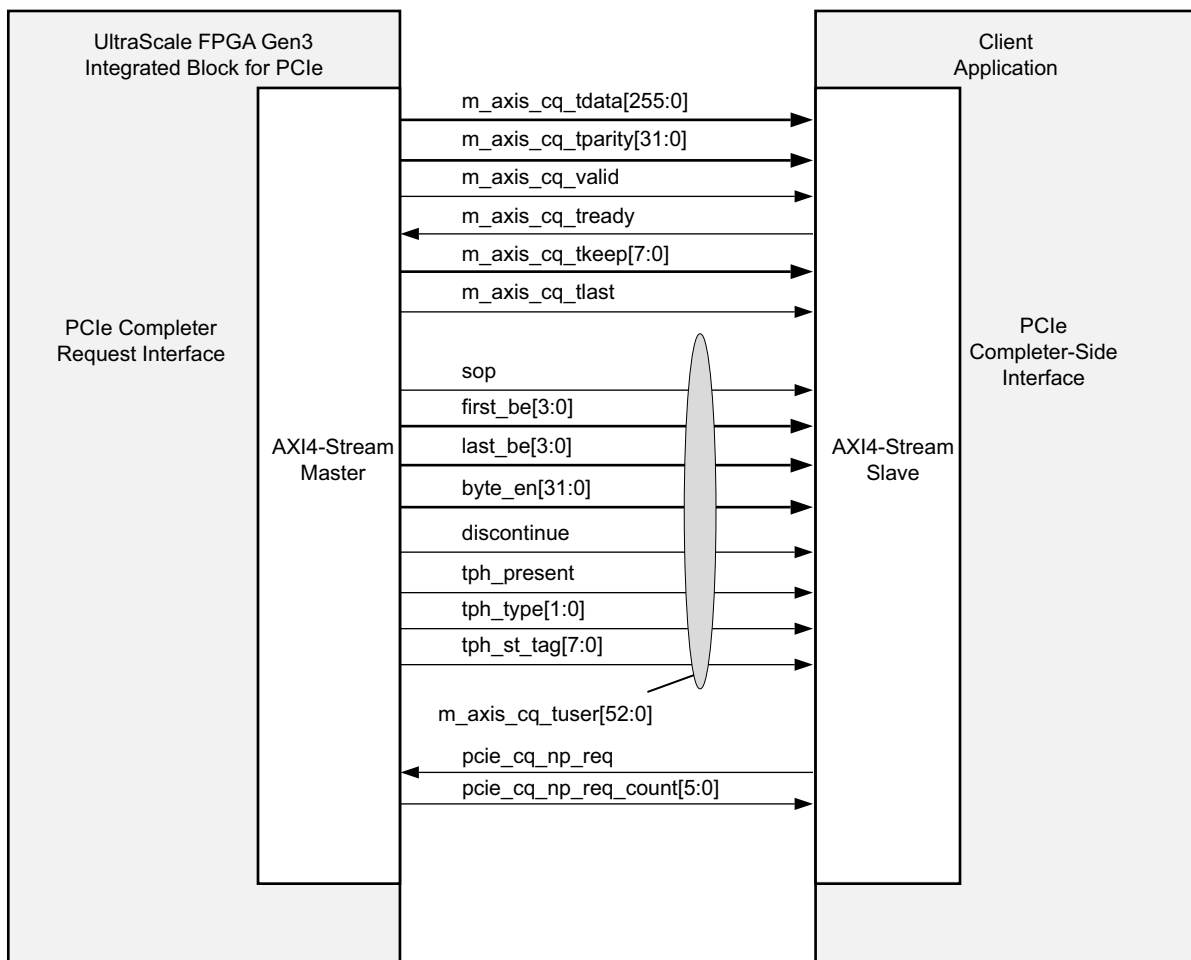 UltraScale FPGA Gen3
Integrated Block for PCIe
Client
Application
m_axis_cq_tdata[255:0]
m_axis_cq_tparity[31:0]
m_axis_cq_valid
m_axis_cq_tready
m_axis_cq_tkeep[7:0]
m_axis_cq_tlast
PCIe Completer
Request Interface
PCIe
Completer-Side
Interface
sop
first_be[3:0]
last_be[3:0]
AXI4-Stream
Master
AXI4-Stream
Slave
byte_en[31:0]
discontinue
tph_present
tph_type[1:0]
tph_st_tag[7:0]
m_axis_cq_tuser[52:0]
pcie_cq_np_req
pcie_cq_np_req_count[5:0]